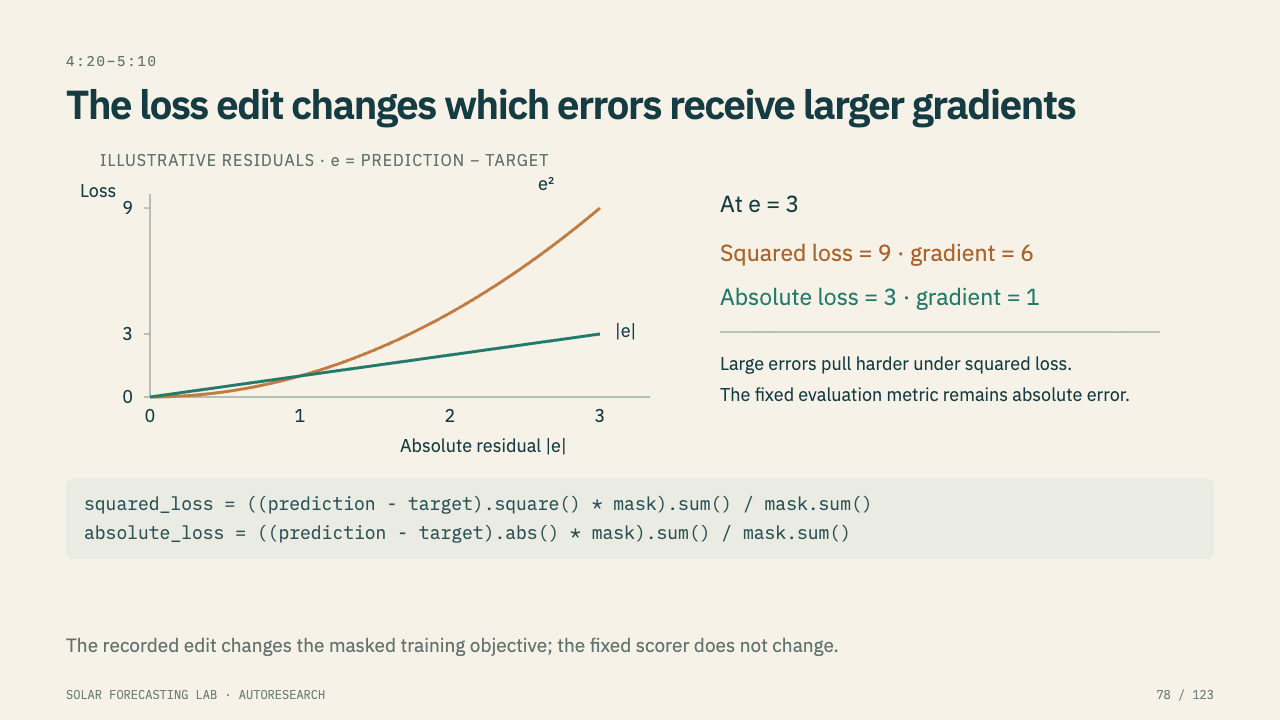 4:20–5:10
The loss edit changes which errors receive larger gradients
ILLUSTRATIVE RESIDUALS · e = PREDICTION − TARGET
Loss
e²
9
3
0
|e|
0 1 2 3
Absolute residual |e|
At e = 3
Squared loss = 9 · gradient = 6
Absolute loss = 3 · gradient = 1
Large errors pull harder under squared loss.
The fixed evaluation metric remains absolute error.
squared_loss = ((prediction - target).square() * mask).sum() / mask.sum()
absolute_loss = ((prediction - target).abs() * mask).sum() / mask.sum()
The recorded edit changes the masked training objective; the fixed scorer does not change.
SOLAR FORECASTING LAB · AUTORESEARCH
78 / 123